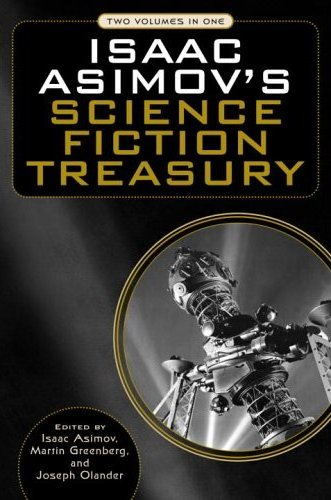 TWO VOLUMES IN ONE
ISAAC
ASIMOV'S
SCIENCE
FICTION
TREASURY
EDITED BY
ISAAC ASIMOV,
MARTIN GREENBERG,
AND
JOSEPH OLANDER